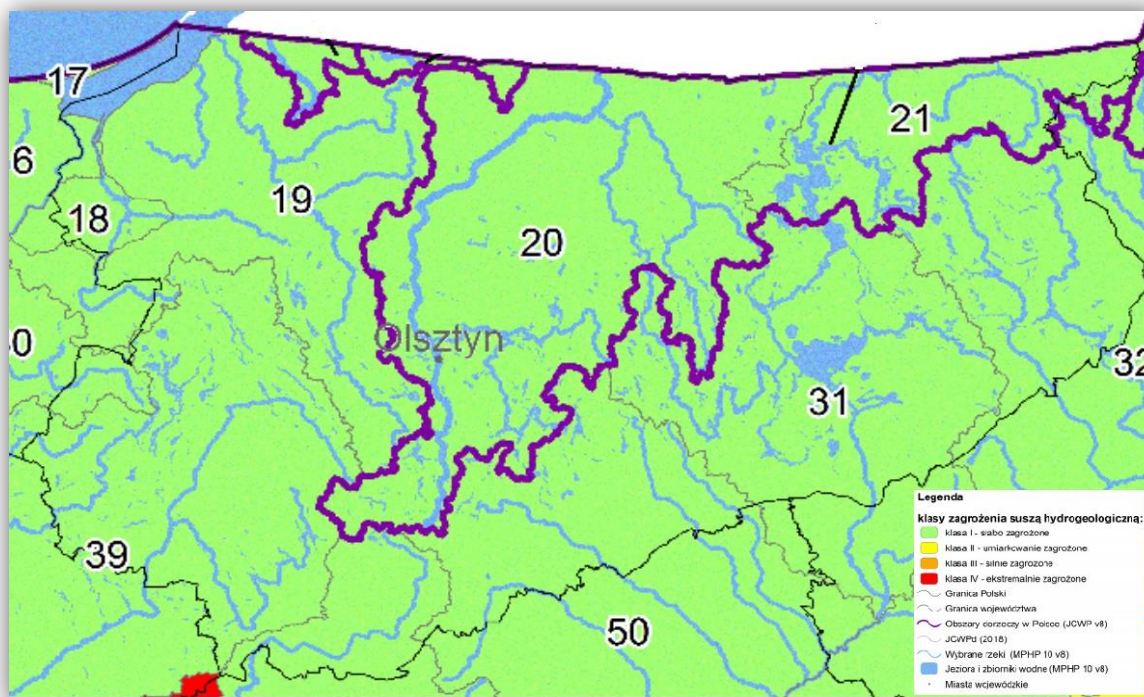 17
21
6
19
18
20
Olsztyn
30
32
31
39
50
Legenda
klasy zagrożenia suszą hydrogeologiczną:
klasa I - słabo zagrożone
klasa II - umiarkowanie zagrożone
klasa III - silnie zagrożone
klasa IV - ekstremalnie zagrożone
Granica Polski
Granica województwa
Obszary dorzeczy w Polsce (JCWP v8)
JCWPd (2018)
Wybrane rzeki (MPHP 10 v8)
Jeziora i zbiorniki wodne (MPHP 10 v8)
Miasta wojewódzkie